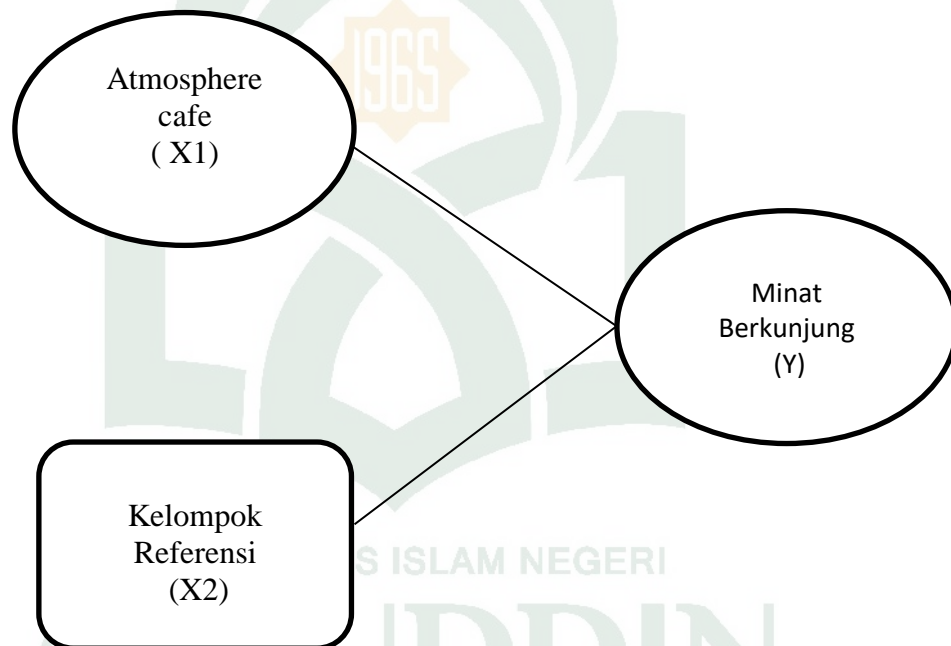 1965
Atmosphere
cafe
( X1)
Minat
Berkunjung
(Y)
Kelompok
Referensi
(X2)
S ISLAM NEGERI